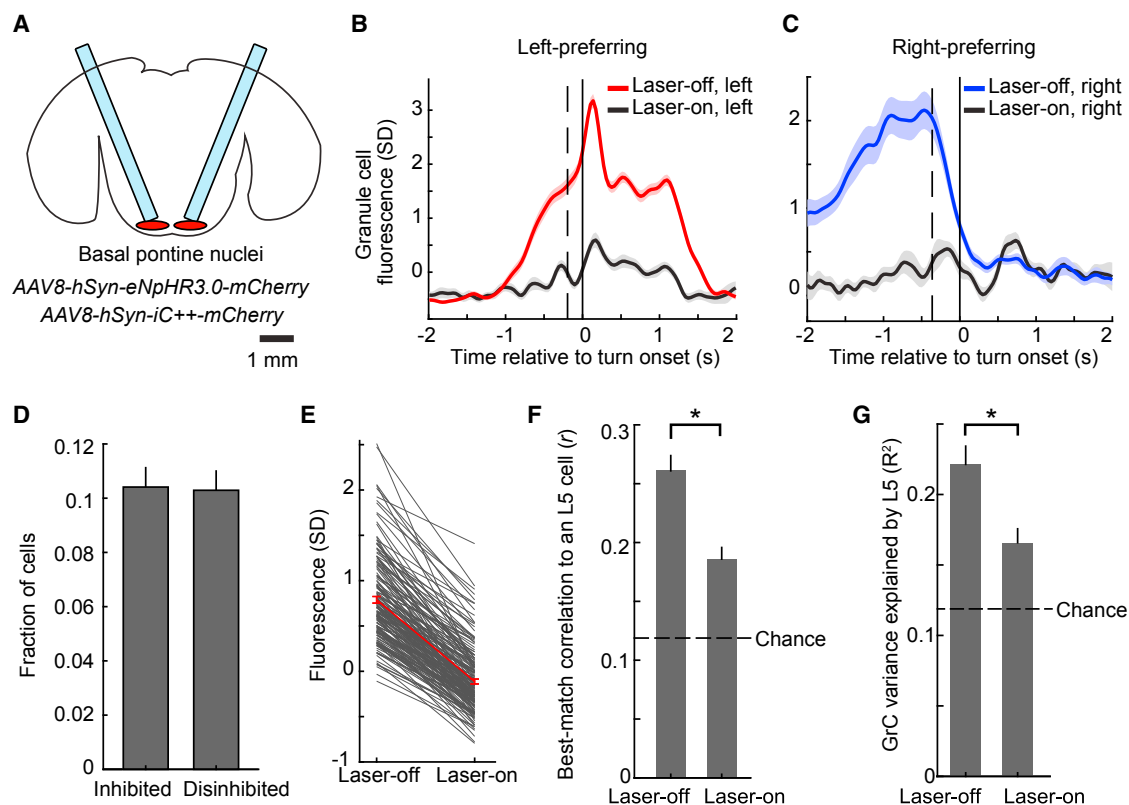 A
Basal pontine nuclei
AAV8-hSyn-eNpHR3.0-mCherry
AAV8-hSyn-iC++-mCherry
1 mm
B
Left-preferring
Laser-off, left
Laser-on, left
Granule cell
fluorescence (SD)
3
2
1
0
-2
-1
0
1
2
Time relative to turn onset (s)
C
Right-preferring
Laser-off, right
Laser-on, right
2
1
0
-2
-1
0
1
2
Time relative to turn onset (s)
D
Fraction of cells
0.12
0.1
0.08
0.06
0.04
0.02
0
Inhibited
Disinhibited
E
Fluorescence (SD)
2
1
0
-1
Laser-off
Laser-on
F
Best-match correlation to an L5 cell (r)
0.3
0.2
0.1
0
*
Chance
Laser-off
Laser-on
G
GrC variance explained by L5 (R²)
0.2
0.1
0
*
Chance
Laser-off
Laser-on